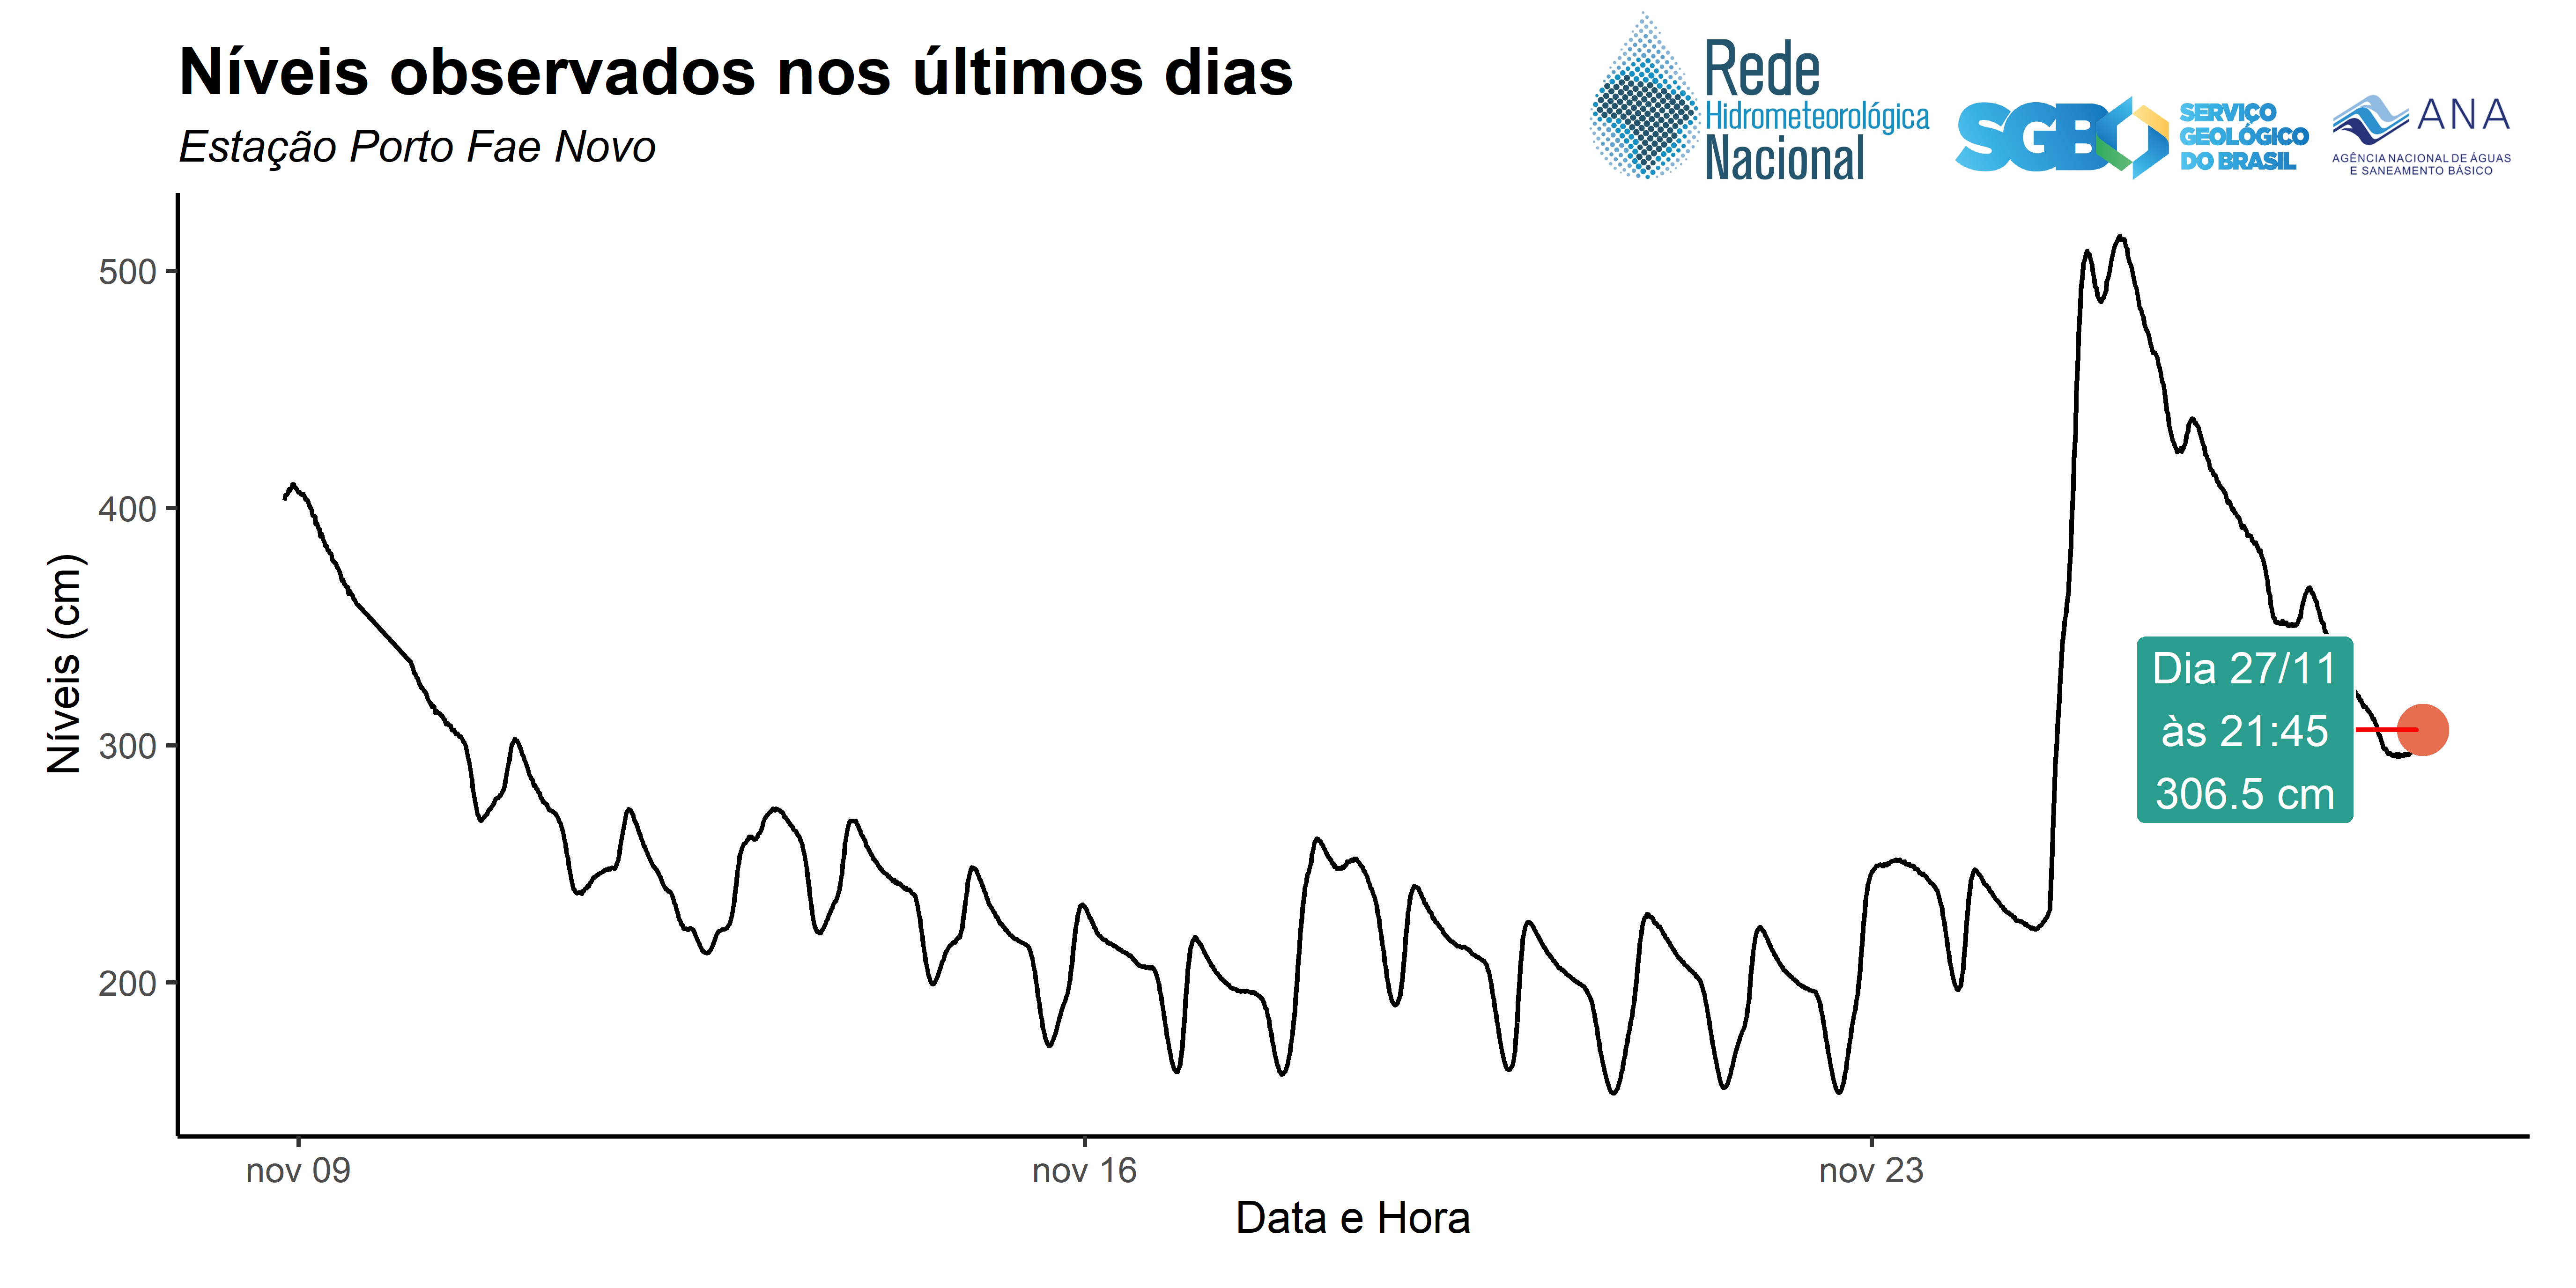 Níveis observados nos últimos dias
Estação Porto Fae Novo
Rede
Hidrometeorológica
Nacional
SGB
SERVIÇO
GEOLÓGICO
DO BRASIL
ANA
AGÊNCIA NACIONAL DE ÁGUAS
E SANEAMENTO BÁSICO
Níveis (cm)
500
400
300
200
Dia 27/11
às 21:45
306.5 cm
nov 09
nov 16
nov 23
Data e Hora